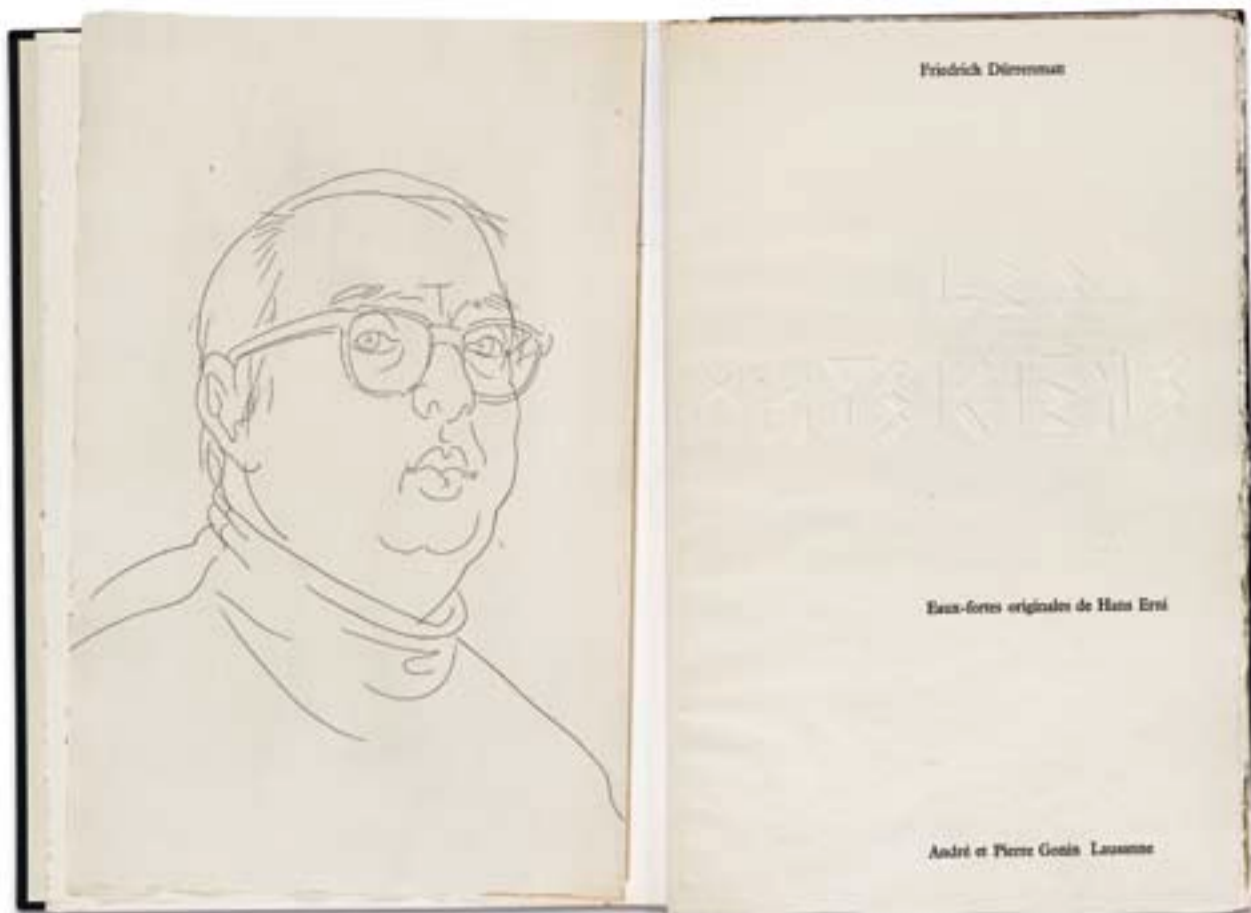 Friedrich Dürrenmatt
Eaux-fortes originales de Hans Erni
André et Pierre Gonin Lausanne